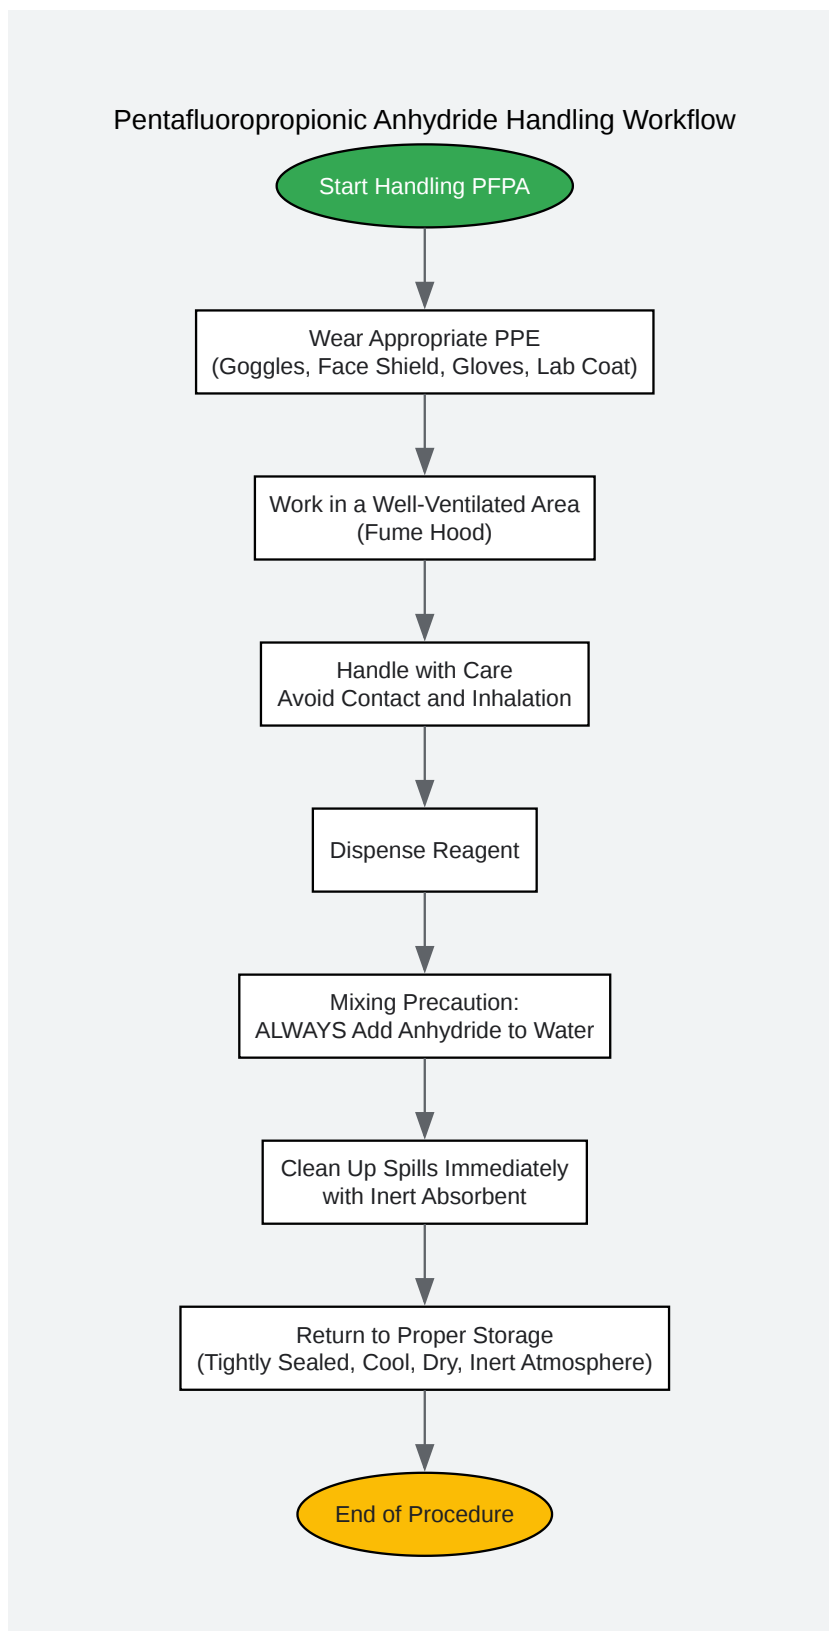 Pentafluoropropionic Anhydride Handling Workflow
Start Handling PFPA
Wear Appropriate PPE
(Goggles, Face Shield, Gloves, Lab Coat)
Work in a Well-Ventilated Area
(Fume Hood)
Handle with Care
Avoid Contact and Inhalation
Dispense Reagent
Mixing Precaution:
ALWAYS Add Anhydride to Water
Clean Up Spills Immediately
with Inert Absorbent
Return to Proper Storage
(Tightly Sealed, Cool, Dry, Inert Atmosphere)
End of Procedure